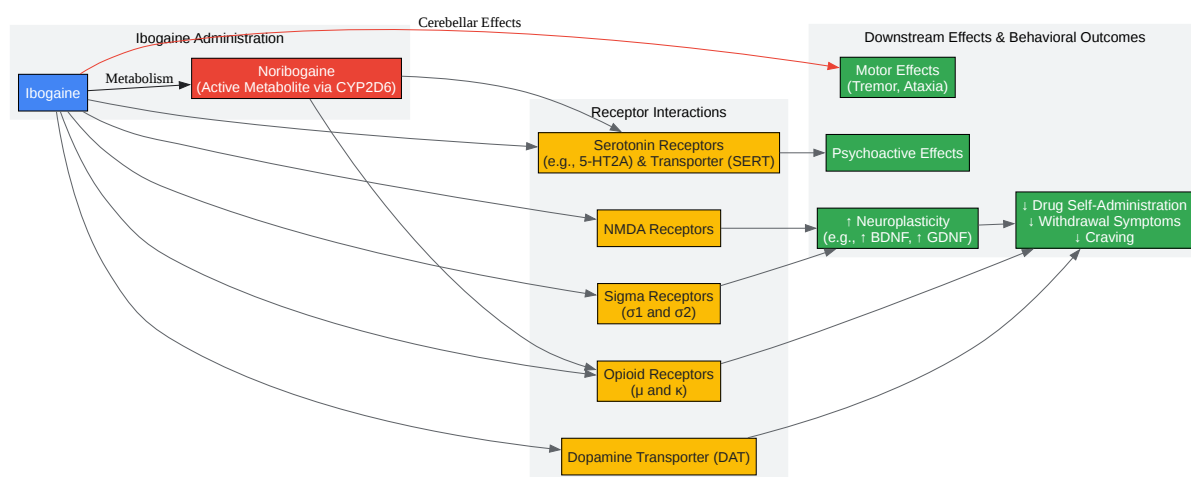 Cerebellar Effects
Ibogaine Administration
Downstream Effects & Behavioral Outcomes
Ibogaine
Metabolism
Noribogaine
(Active Metabolite via CYP2D6)
Motor Effects
(Tremor, Ataxia)
Receptor Interactions
Serotonin Receptors
(e.g., 5-HT2A) & Transporter (SERT)
Psychoactive Effects
NMDA Receptors
↑ Neuroplasticity
(e.g., ↑ BDNF, ↑ GDNF)
↓ Drug Self-Administration
↓ Withdrawal Symptoms
↓ Craving
Sigma Receptors
(σ1 and σ2)
Opioid Receptors
(μ and κ)
Dopamine Transporter (DAT)